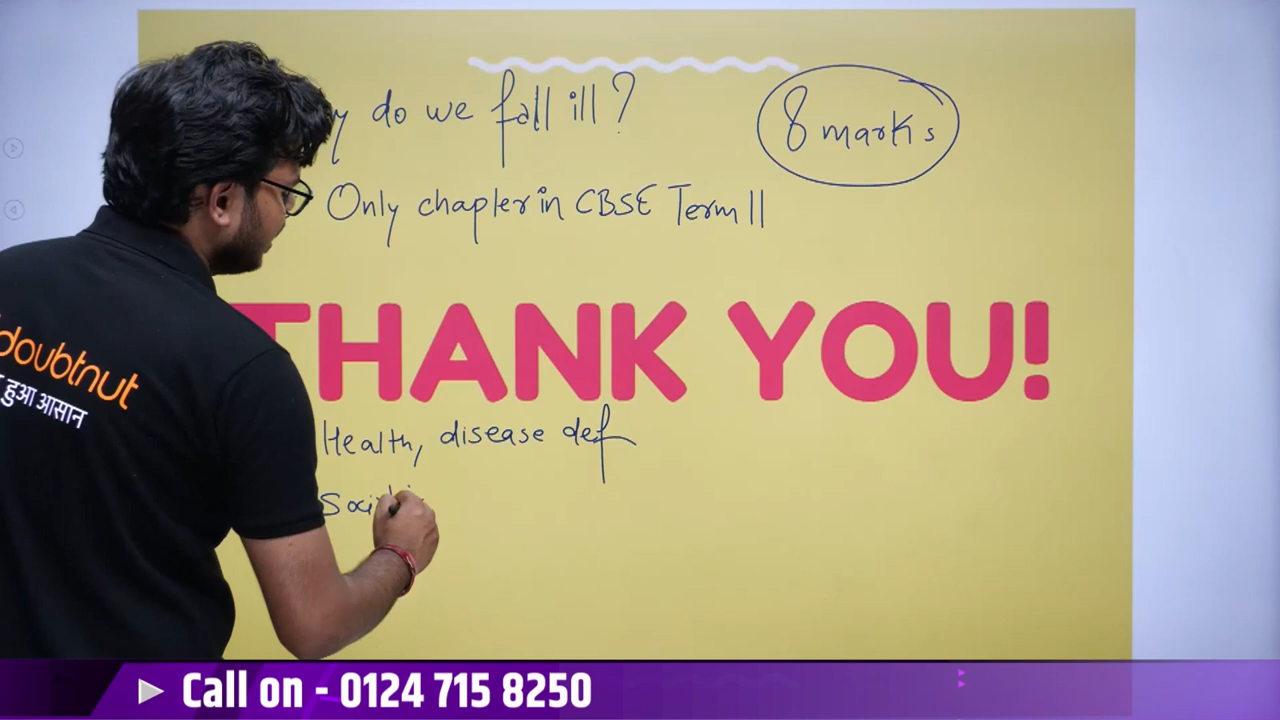 y do we fall ill?
8 marks
Only chapter in CBSE Term II
THANK YOU!
Health, disease def
doubtnut
हुआ आसान
Call on - 0124 715 8250